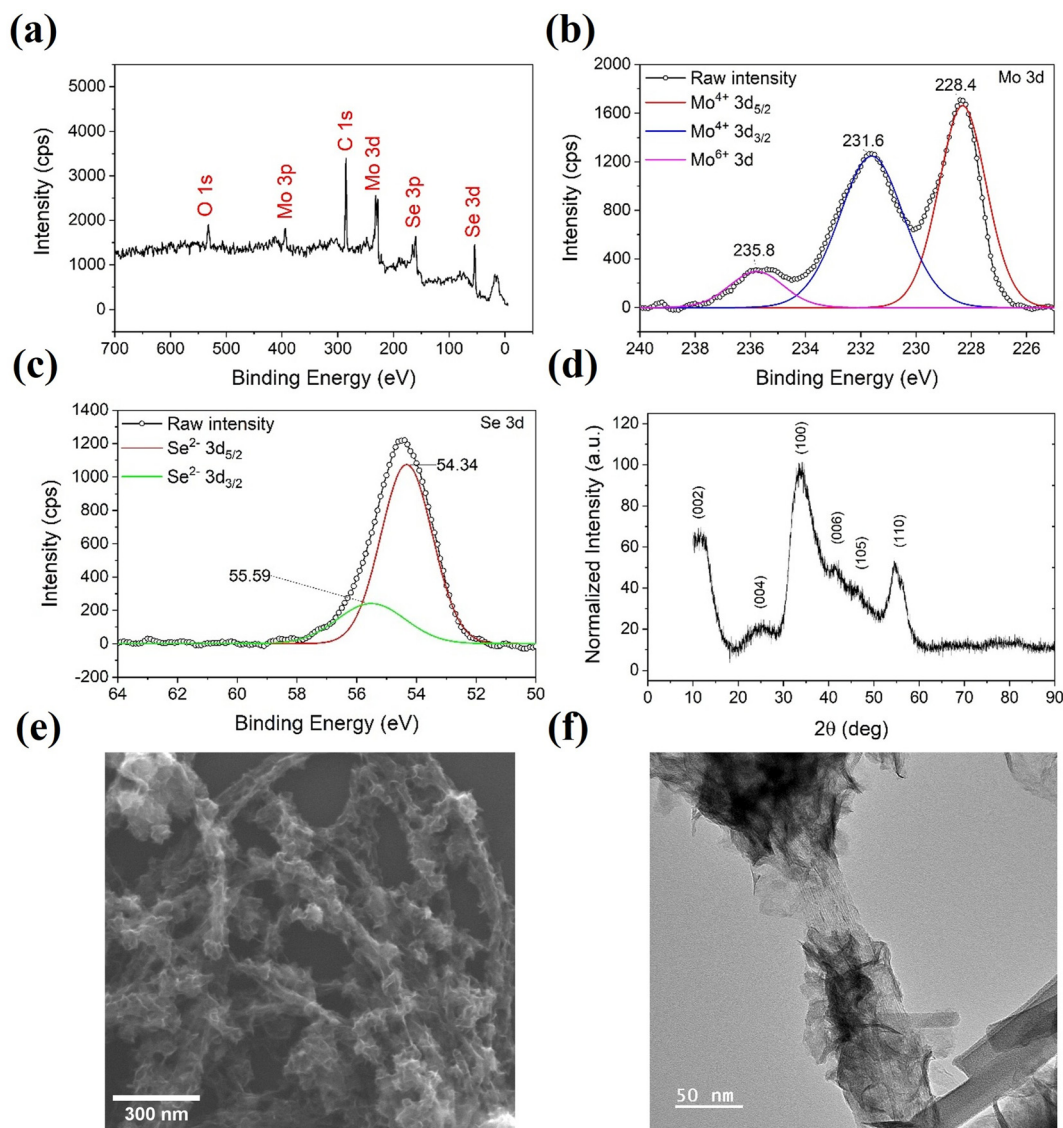 (a)
5000
4000
3000
2000
1000
0
Intensity (cps)
O 1s
Mo 3p
C 1s
Mo 3d
Se 3p
Se 3d
700 600 500 400 300 200 100 0
Binding Energy (eV)
(b)
2000
1600
1200
800
400
0
Intensity (cps)
Raw intensity
Mo⁴⁺ 3d₅/₂
Mo⁴⁺ 3d₃/₂
Mo⁶⁺ 3d
Mo 3d
228.4
231.6
235.8
240 238 236 234 232 230 228 226
Binding Energy (eV)
(c)
1400
1200
1000
800
600
400
200
0
-200
Intensity (cps)
Raw intensity
Se²⁻ 3d₅/₂
Se²⁻ 3d₃/₂
Se 3d
54.34
55.59
64 62 60 58 56 54 52 50
Binding Energy (eV)
(d)
120
100
80
60
40
20
0
Normalized Intensity (a.u.)
(002)
(004)
(100)
(006)
(105)
(110)
0 10 20 30 40 50 60 70 80 90
2θ (deg)
(e)
300 nm
(f)
50 nm